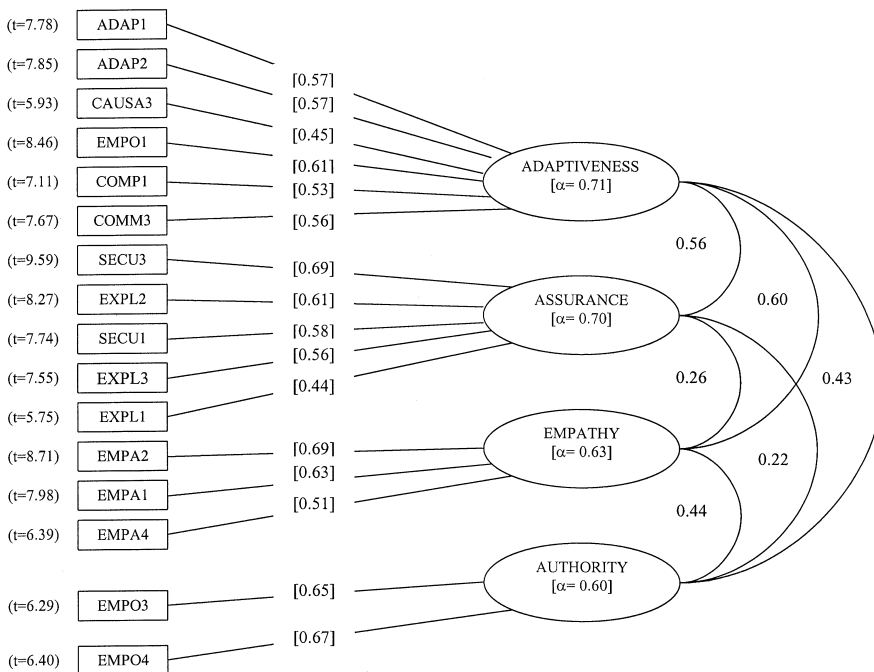 (t=7.78) ADAP1
(t=7.85) ADAP2
(t=5.93) CAUSA3
(t=8.46) EMPO1
(t=7.11) COMP1
(t=7.67) COMM3
(t=9.59) SECU3
(t=8.27) EXPL2
(t=7.74) SECU1
(t=7.55) EXPL3
(t=5.75) EXPL1
(t=8.71) EMPA2
(t=7.98) EMPA1
(t=6.39) EMPA4
(t=6.29) EMPO3
(t=6.40) EMPO4
[0.57]
[0.57]
[0.45]
[0.61]
[0.53]
[0.56]
[0.69]
[0.61]
[0.58]
[0.56]
[0.44]
[0.69]
[0.63]
[0.51]
[0.65]
[0.67]
ADAPTIVENESS
[α= 0.71]
ASSURANCE
[α= 0.70]
EMPATHY
[α= 0.63]
AUTHORITY
[α= 0.60]
0.56
0.60
0.43
0.26
0.22
0.44